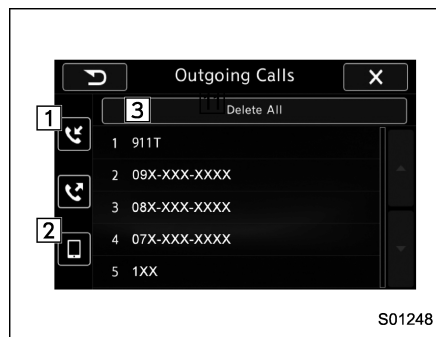 Outgoing Calls
1
3
Delete All
1 911T
2 09X-XXX-XXXX
3 08X-XXX-XXXX
2
4 07X-XXX-XXXX
5 1XX
S01248